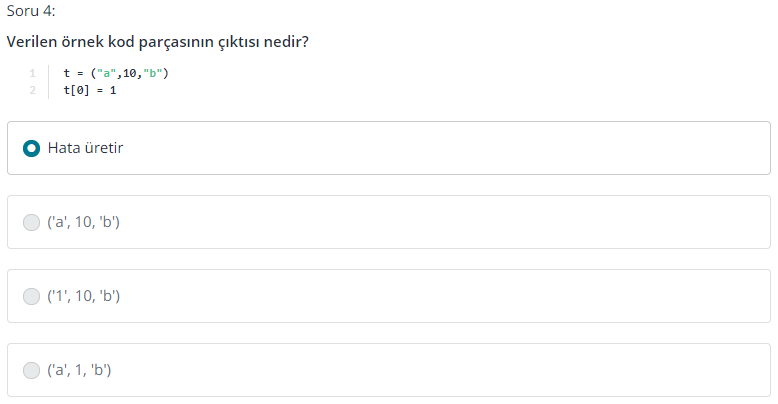 Soru 4:
Verilen örnek kod parçasının çıktısı nedir?
1 t = ("a",10,"b")
2 t[0] = 1
Hata üretir
('a', 10, 'b')
('1', 10, 'b')
('a', 1, 'b')